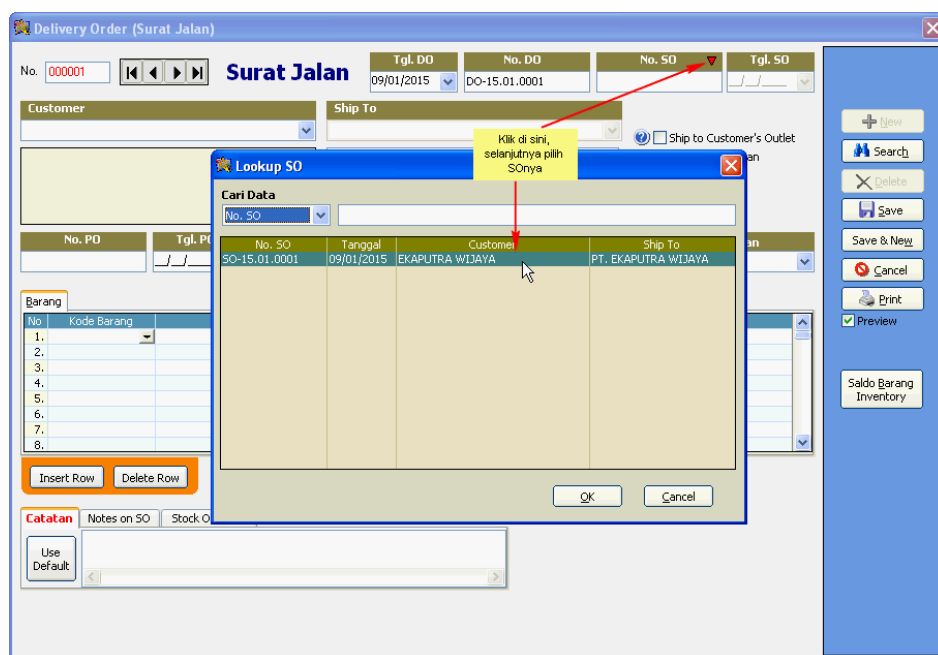 Delivery Order (Surat Jalan)
No. 000001
Surat Jalan
Tgl. DO
No. DO
No. SO
Tgl. SO
09/01/2015
DO-15.01.0001
_/_/__
Customer
Ship To
Ship to Customer's Outlet
an
Klik di sini,
selanjutnya pilih
SOnya
No. PO
Tgl. P
an
_/_/
Lookup SO
Cari Data
No. SO
No. SO
Tanggal
Customer
Ship To
SO-15.01.0001
09/01/2015
EKAPUTRA WIJAYA
PT. EKAPUTRA WIJAYA
OK
Cancel
Barang
No
Kode Barang
1.
2.
3.
4.
5.
6.
7.
8.
Insert Row
Delete Row
Catatan
Notes on SO
Stock O
Use
Default
New
Search
Delete
Save
Save & New
Cancel
Print
Preview
Saldo Barang
Inventory